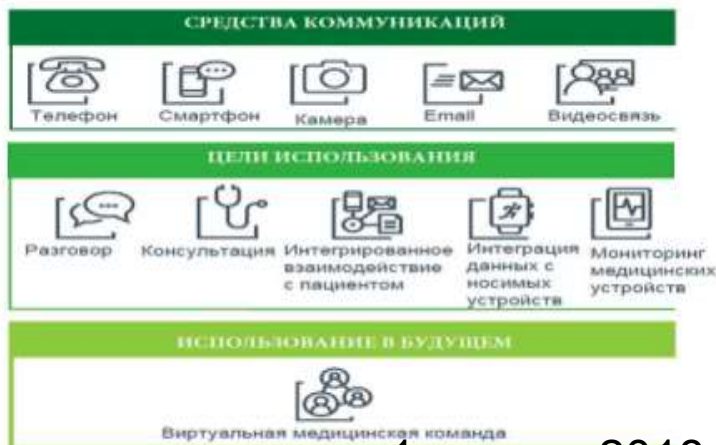 СРЕДСТВА КОММУНИКАЦИЙ
Телефон Смартфон Камера Email Видеосвязь
ЦЕЛИ ИСПОЛЬЗОВАНИЯ
Разговор Консультация Интегрированное Интеграция Мониторинг
взаимодействие данных с медицинских
с пациентом носимых устройств
устройств
ИСПОЛЬЗОВАНИЕ В БУДУЩЕМ
Виртуальная медицинская команда